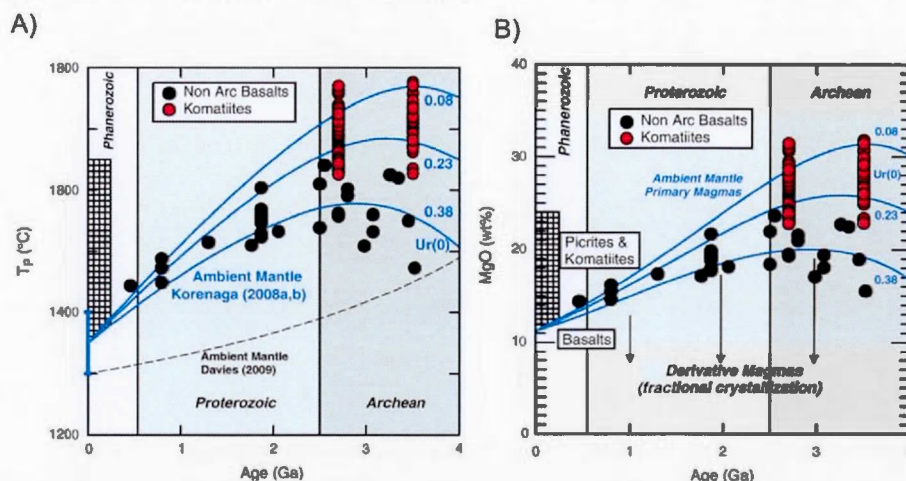 A)
1800
1800
1400
1200
Tp (°C)
Phanerozoic
Non Arc Basalts
Komatiites
0.08
0.23
0.38
Ur(0)
Ambient Mantle
Korenaga (2008a,b)
Ambient Mantle
Davies (2009)
Proterozoic
Archean
0
1
2
3
4
Age (Ga)
B)
40
30
20
10
0
MgO (wt%)
Phanerozoic
Proterozoic
Archean
Non Arc Basalts
Komatiites
Ambient Mantle
Primary Magmas
0.08
Ur(0)
0.23
0.38
Picrites &
Komatiites
Basalts
Derivative Magmas
(fractional crystallization)
0
1
2
3
4
Age (Ga)